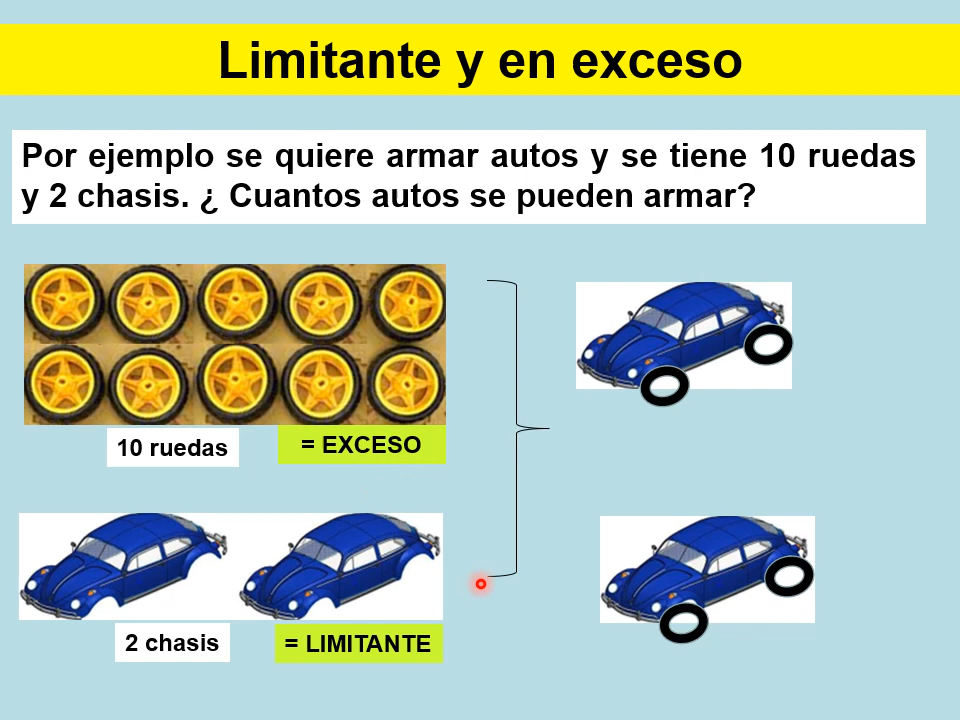 Limitante y en exceso
Por ejemplo se quiere armar autos y se tiene 10 ruedas
y 2 chasis. ¿ Cuantos autos se pueden armar?
10 ruedas
= EXCESO
2 chasis
= LIMITANTE